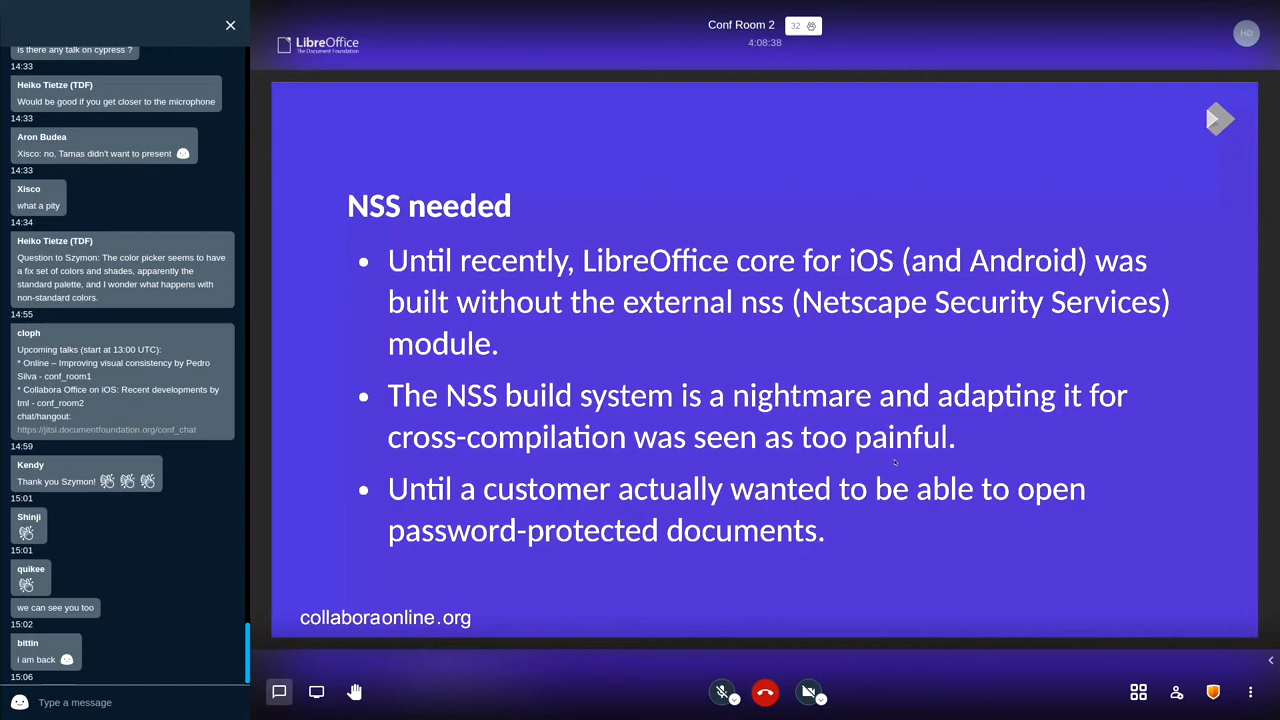 is there any talk on cypress ?
14:33
Heiko Tietze (TDF)
Would be good if you get closer to the microphone
14:33
Aron Budea
Xisco: no, Tamas didn't want to present
14:33
Xisco
what a pity
14:34
Heiko Tietze (TDF)
Question to Szymon: The color picker seems to have
a fix set of colors and shades, apparently the
standard palette, and I wonder what happens with
non-standard colors.
14:55
cloph
Upcoming talks (start at 13:00 UTC):
* Online – Improving visual consistency by Pedro
Silva - conf_room1
* Collabora Office on iOS: Recent developments by
tml - conf_room2
chat/hangout:
https://jitsi.documentfoundation.org/conf_chat
14:59
Kendy
Thank you Szymon!
15:01
Shinji
15:01
quikee
we can see you too
15:02
bittin
i am back
15:06
Type a message
LibreOffice
The Document Foundation
Conf Room 2
32
4:08:38
HD
NSS needed
• Until recently, LibreOffice core for iOS (and Android) was
built without the external nss (Netscape Security Services)
module.
• The NSS build system is a nightmare and adapting it for
cross-compilation was seen as too painful.
• Until a customer actually wanted to be able to open
password-protected documents.
collaboraonline.org